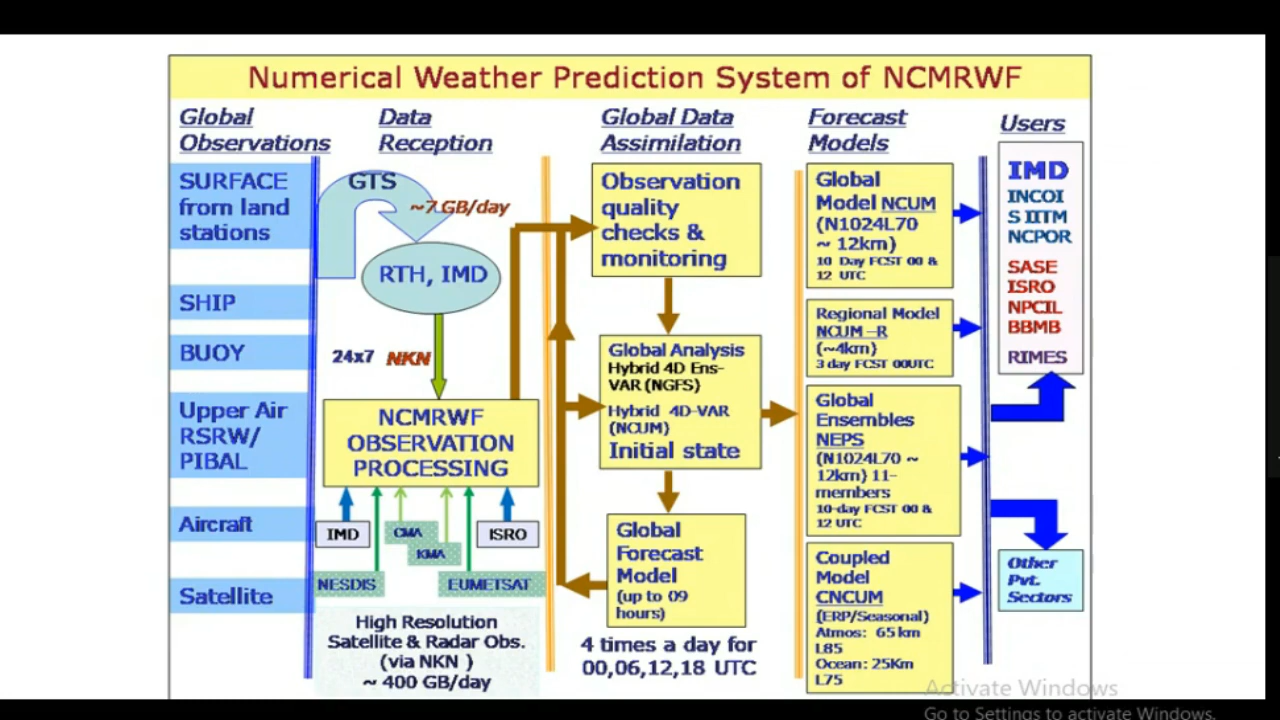 Numerical Weather Prediction System of NCMRWF
Global
Observations
SURFACE
from land
stations
SHIP
BUOY
Upper Air
RSRW/
PIBAL
Aircraft
Satellite
Data
Reception
GTS
~7 GB/day
RTH, IMD
24x7 NKN
NCMRWF
OBSERVATION
PROCESSING
IMD
CMA
KMA
ISRO
NESDIS
EUMETSAT
High Resolution
Satellite & Radar Obs.
(via NKN )
~ 400 GB/day
Global Data
Assimilation
Observation
quality
checks &
monitoring
Global Analysis
Hybrid 4D Ens-
VAR (NGFS)
Hybrid 4D-VAR
(NCUM)
Initial state
Global
Forecast
Model
(up to 09
hours)
4 times a day for
00,06,12,18 UTC
Forecast
Models
Global
Model NCUM
(N1024L70
~ 12km)
10 Day FCST 00 &
12 UTC
Regional Model
NCUM -R
(~4km)
3 day FCST 00UTC
Global
Ensembles
NEPS
(N1024L70 ~
12km) 11-
members
10-day FCST 00 &
12 UTC
Coupled
Model
CNCUM
(ERP/Seasonal)
Atmos: 65km
L85
Ocean: 25Km
L75
Users
IMD
INCOI
S IITM
NCPOR
SASE
ISRO
NPCIL
BBMB
RIMES
Other
Pvt.
Sectors
Activate Windows
Go to Settings to activate Windows.